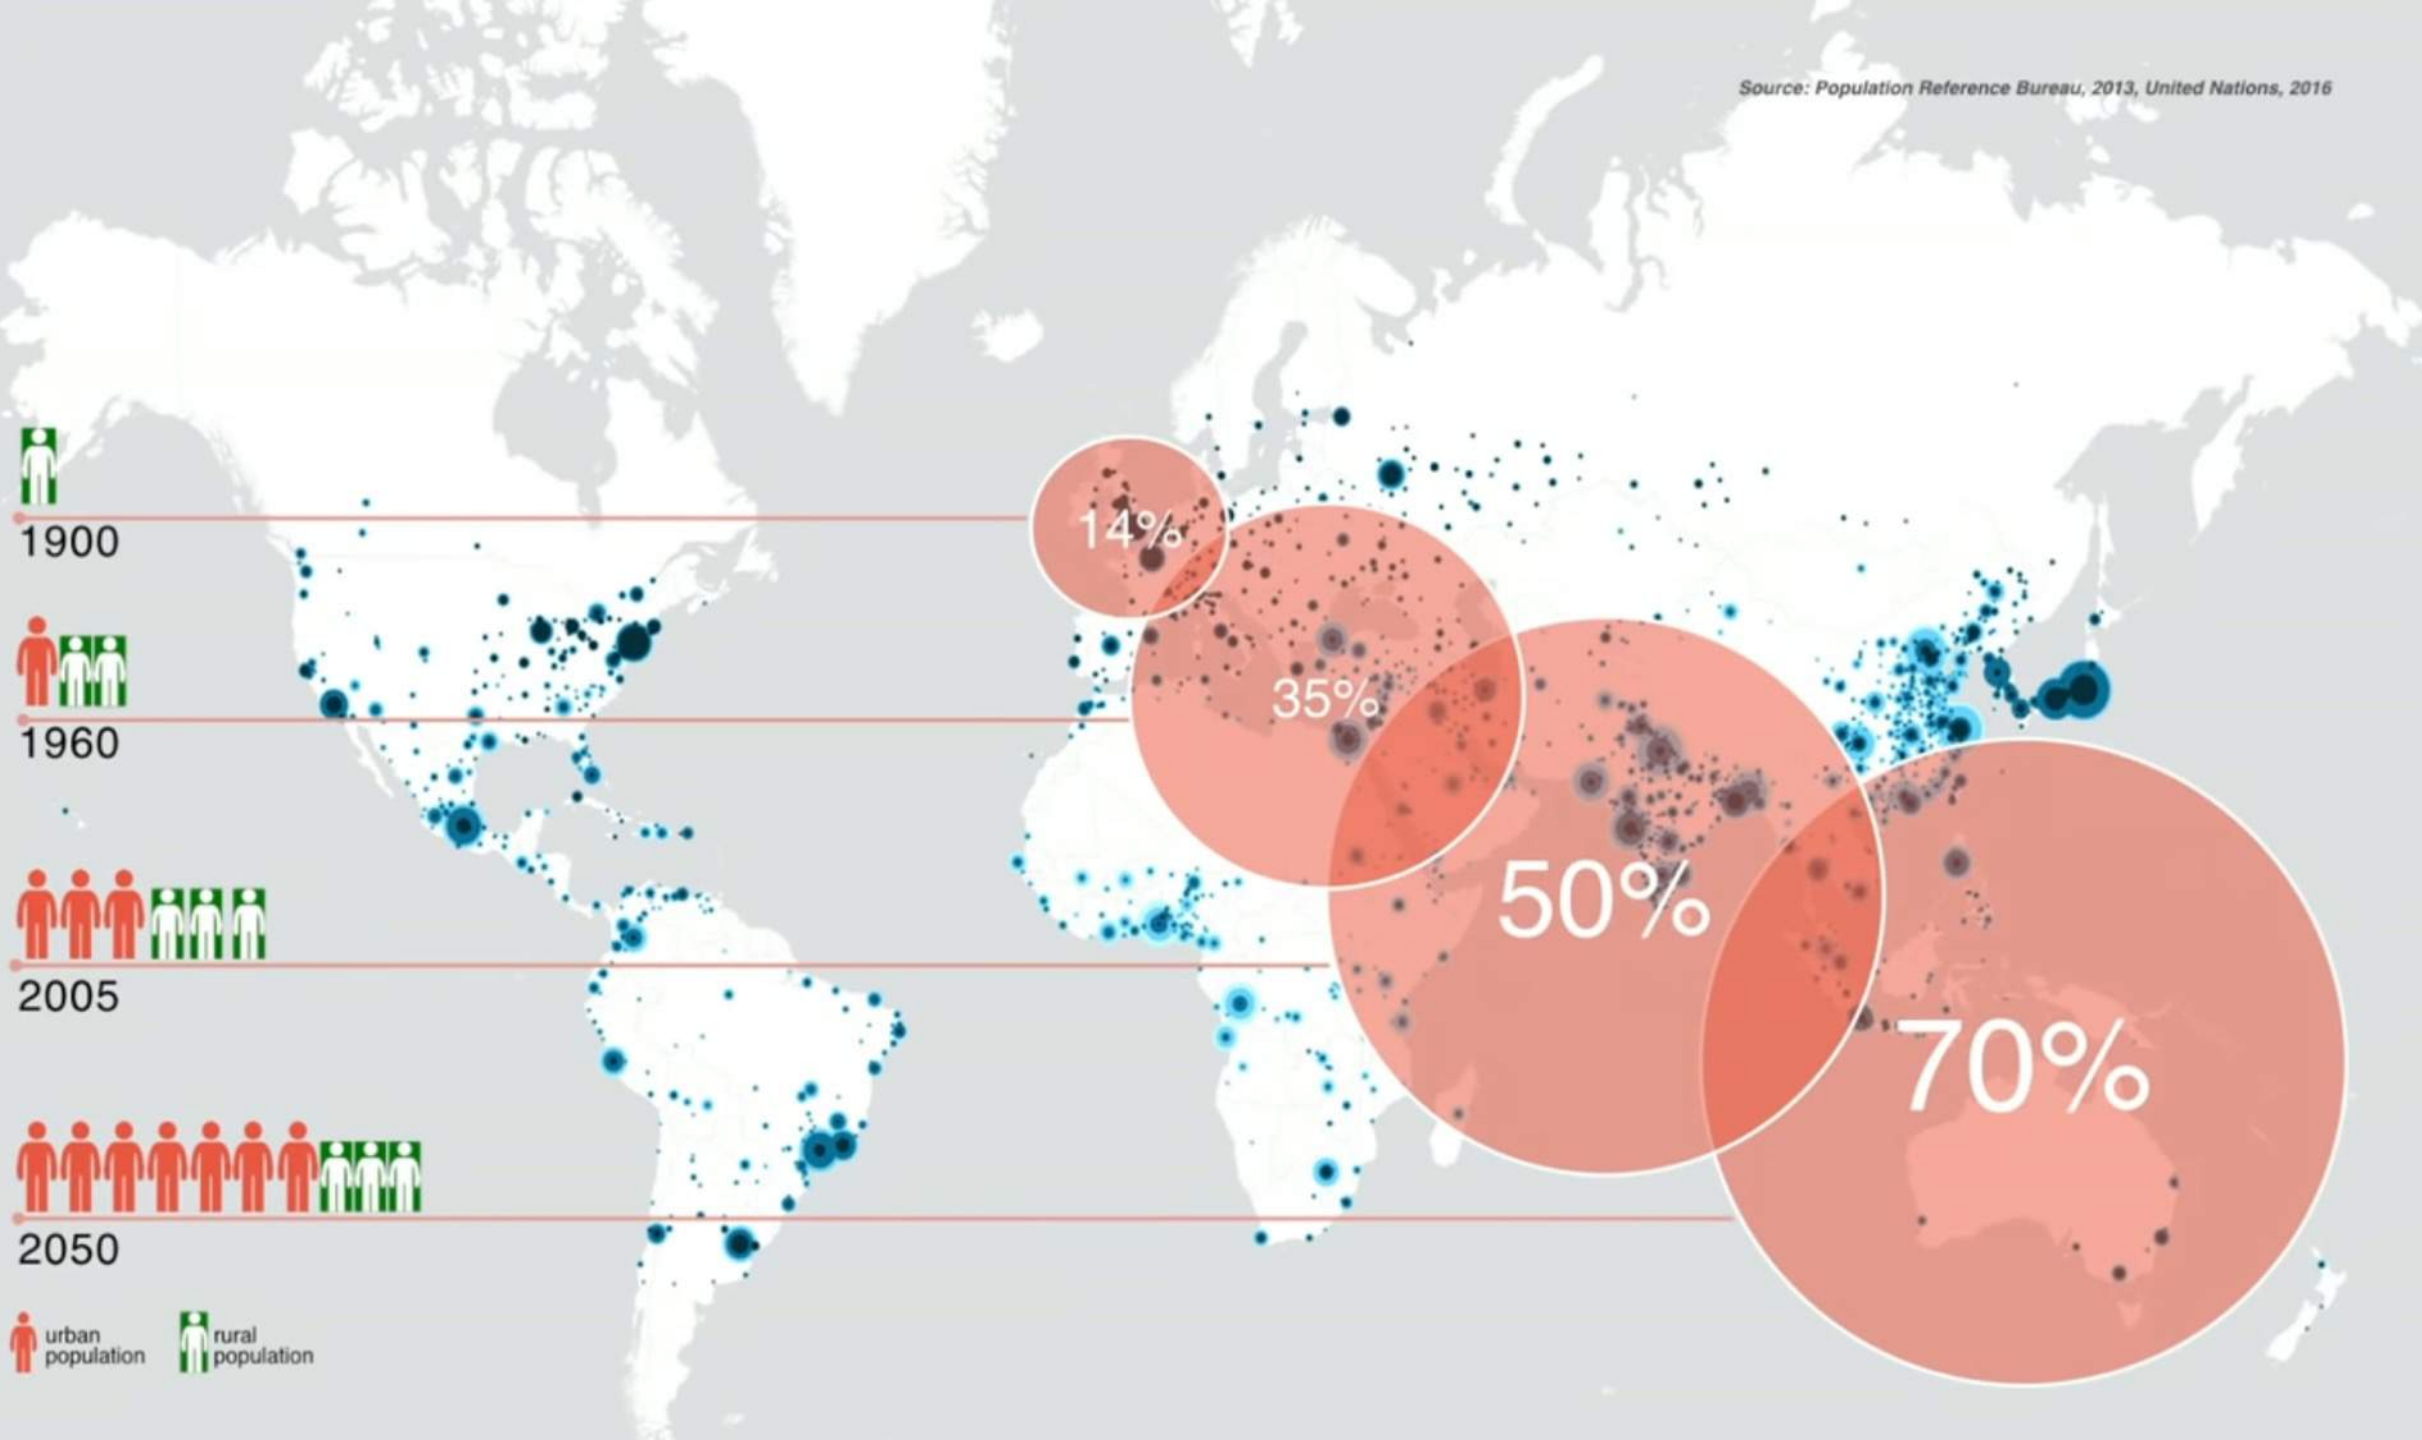 Source: Population Reference Bureau, 2013, United Nations, 2016
14%
1900
35%
1960
50%
2005
70%
2050
urban
population
rural
population